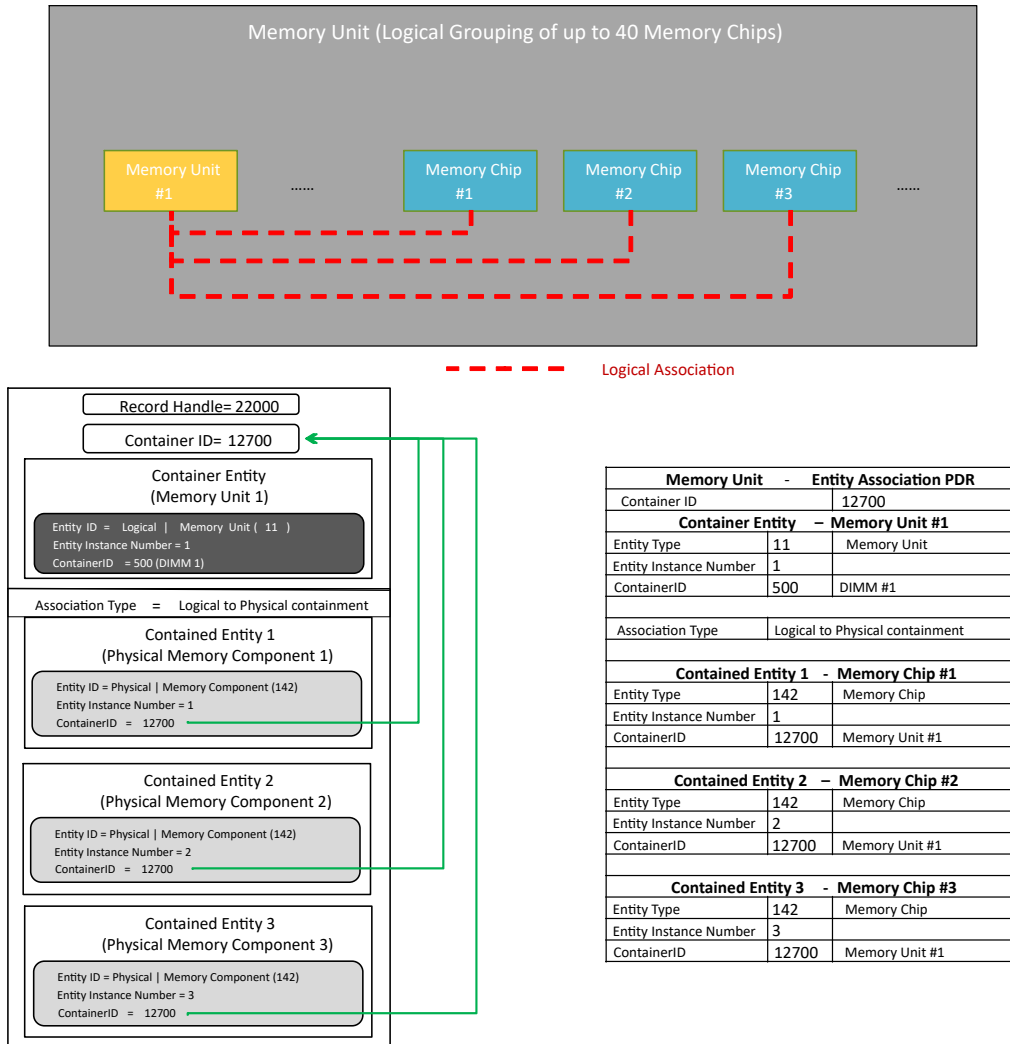 Memory Unit (Logical Grouping of up to 40 Memory Chips)
Memory Unit
#1
......
Memory Chip
#1
Memory Chip
#2
Memory Chip
#3
......
Logical Association
Record Handle= 22000
Container ID= 12700
Container Entity
(Memory Unit 1)
Entity ID = Logical | Memory Unit ( 11 )
Entity Instance Number = 1
ContainerID = 500 (DIMM 1)
Association Type = Logical to Physical containment
Contained Entity 1
(Physical Memory Component 1)
Entity ID = Physical | Memory Component (142)
Entity Instance Number = 1
ContainerID = 12700
Contained Entity 2
(Physical Memory Component 2)
Entity ID = Physical | Memory Component (142)
Entity Instance Number = 2
ContainerID = 12700
Contained Entity 3
(Physical Memory Component 3)
Entity ID = Physical | Memory Component (142)
Entity Instance Number = 3
ContainerID = 12700
Memory Unit - Entity Association PDR
Container ID 12700
Container Entity – Memory Unit #1
Entity Type 11 Memory Unit
Entity Instance Number 1
ContainerID 500 DIMM #1
Association Type Logical to Physical containment
Contained Entity 1 - Memory Chip #1
Entity Type 142 Memory Chip
Entity Instance Number 1
ContainerID 12700 Memory Unit #1
Contained Entity 2 – Memory Chip #2
Entity Type 142 Memory Chip
Entity Instance Number 2
ContainerID 12700 Memory Unit #1
Contained Entity 3 - Memory Chip #3
Entity Type 142 Memory Chip
Entity Instance Number 3
ContainerID 12700 Memory Unit #1